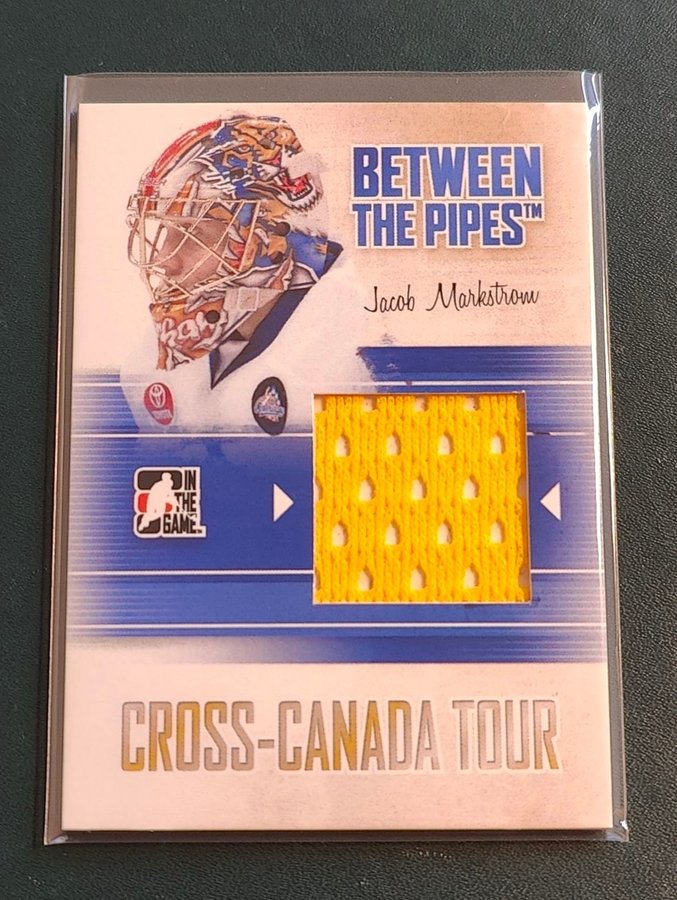 BETWEEN
THE PIPES™
Jacob Markstrom
IN
THE
GAME
CROSS-CANADA TOUR